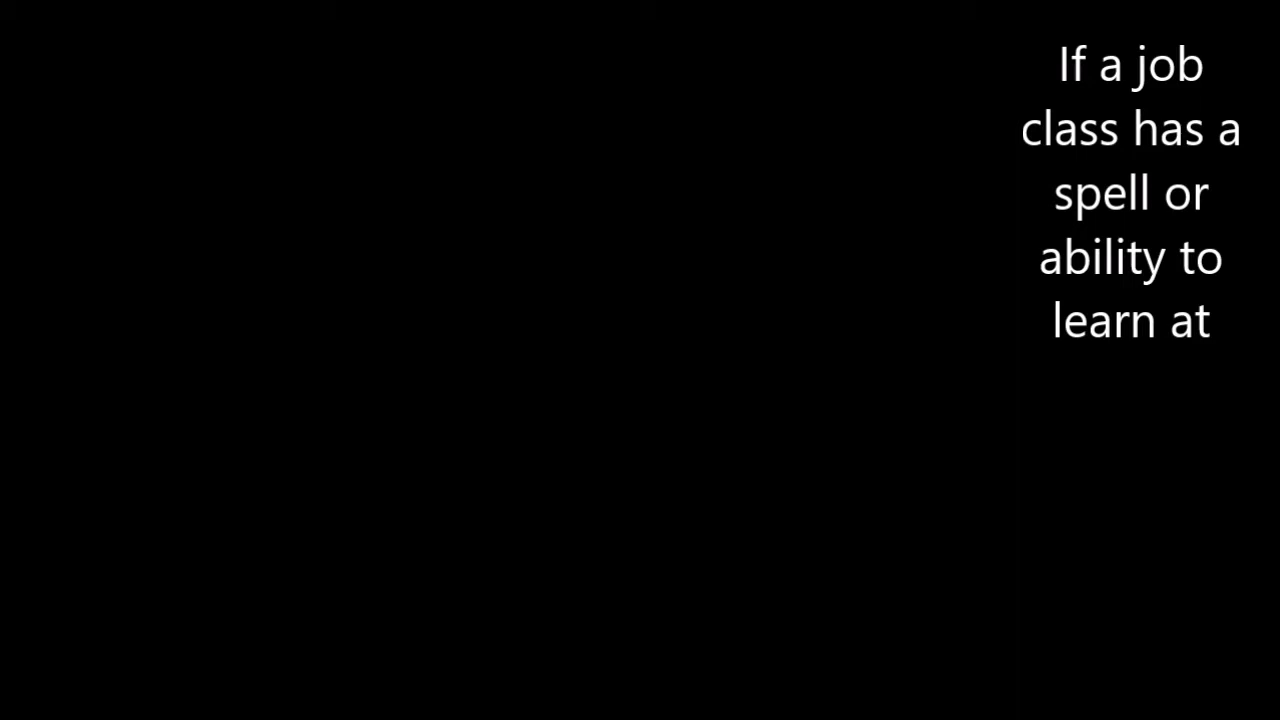 If a job
class has a
spell or
ability to
learn at